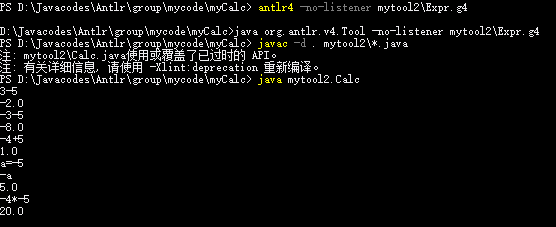 PS D:\Javacodes\Antlr\group\mycode\myCalc> antlr4 -no-listener mytool2\Expr.g4
D:\Javacodes\Antlr\group\mycode\myCalc>java org.antlr.v4.Tool -no-listener mytool2\Expr.g4
PS D:\Javacodes\Antlr\group\mycode\myCalc> javac -d . mytool2\*.java
注: mytool2\Calc.java使用或覆盖了已过时的 API。
注: 有关详细信息, 请使用 -Xlint:deprecation 重新编译。
PS D:\Javacodes\Antlr\group\mycode\myCalc> java mytool2.Calc
3-5
-2.0
-3-5
-8.0
-4+5
1.0
a=-5
-a
5.0
-4*-5
20.0